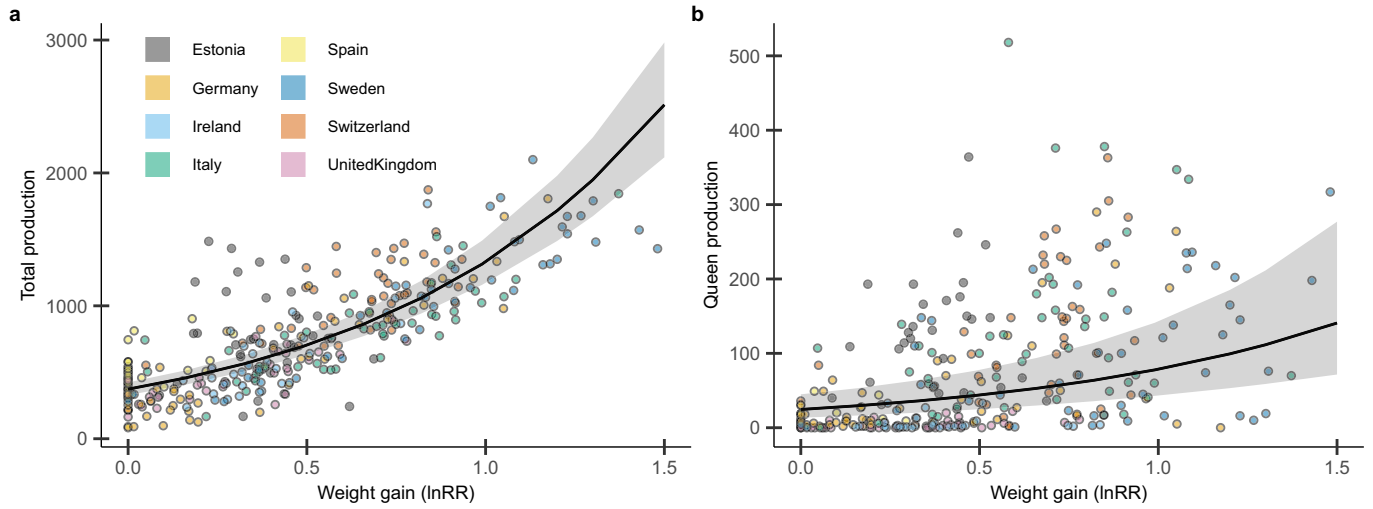 a
3000
2000
1000
0
Total production
0.0
0.5
1.0
1.5
Weight gain (lnRR)
Estonia
Germany
Ireland
Italy
Spain
Sweden
Switzerland
UnitedKingdom
b
500
400
300
200
100
0
Queen production
0.0
0.5
1.0
1.5
Weight gain (lnRR)